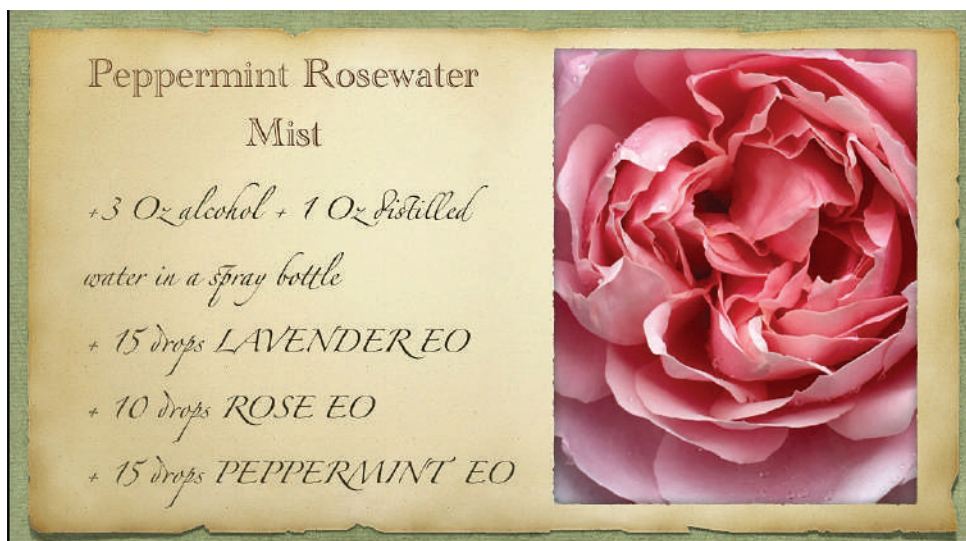 Peppermint Rosewater
Mist
+3 Oz alcohol + 1 Oz distilled
water in a spray bottle
+ 15 drops LAVENDER EO
+ 10 drops ROSE EO
+ 15 drops PEPPERMINT EO